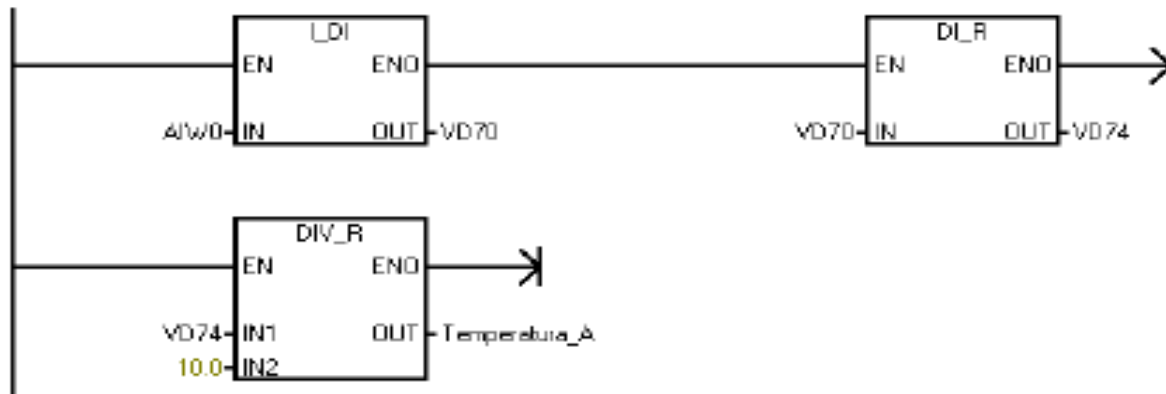 I_DI DI_R
EN ENO EN ENO
AIW0 IN OUT VD70 VD70 IN OUT VD74
DIV_R
EN ENO
VD74 IN1 OUT Temperatura_A
10.0 IN2